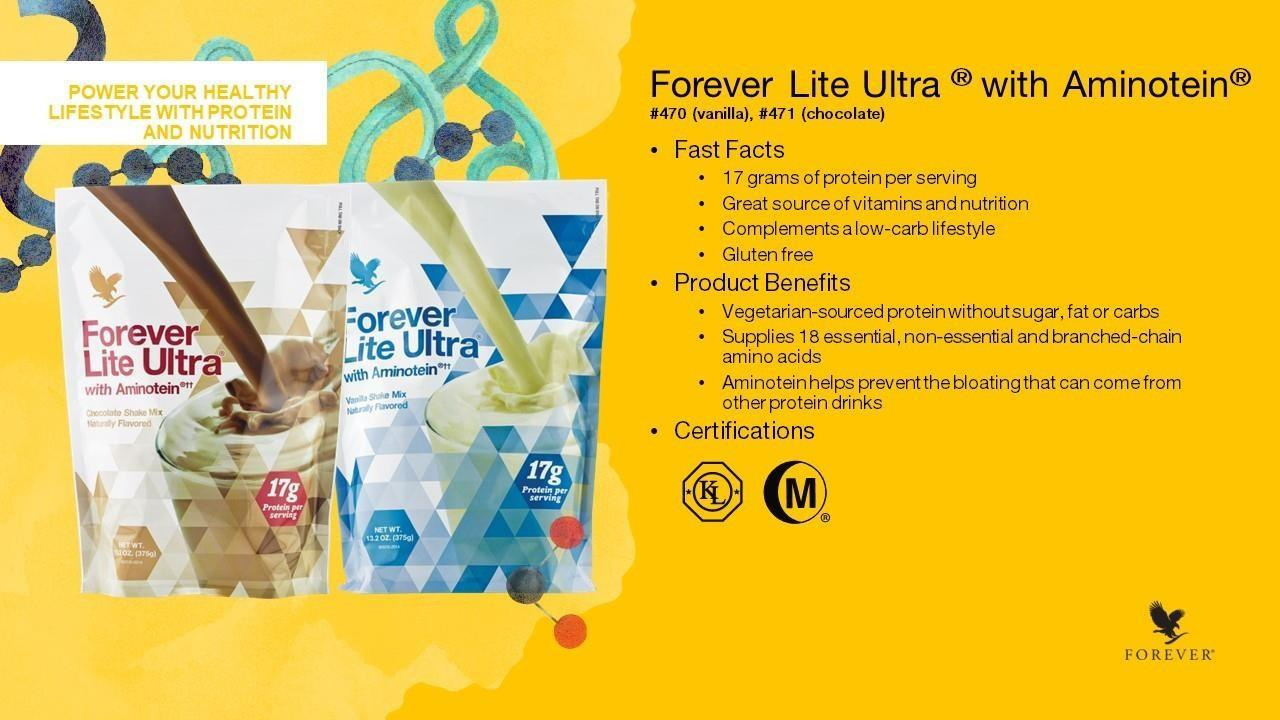 POWER YOUR HEALTHY
LIFESTYLE WITH PROTEIN
AND NUTRITION
Forever
Lite Ultra®
with Aminotein®††
Chocolate Shake Mix
Naturally Flavored
17g
Protein per
serving
NET WT.
(375g)
Forever
Lite Ultra®
with Aminotein®††
Vanilla Shake Mix
Naturally Flavored
17g
Protein per
serving
NET WT.
13.2 OZ. (375g)
Forever Lite Ultra ® with Aminotein®
#470 (vanilla), #471 (chocolate)
• Fast Facts
• 17 grams of protein per serving
• Great source of vitamins and nutrition
• Complements a low-carb lifestyle
• Gluten free
• Product Benefits
• Vegetarian-sourced protein without sugar, fat or carbs
• Supplies 18 essential, non-essential and branched-chain
amino acids
• Aminotein helps prevent the bloating that can come from
other protein drinks
• Certifications
KL
M®
FOREVER®